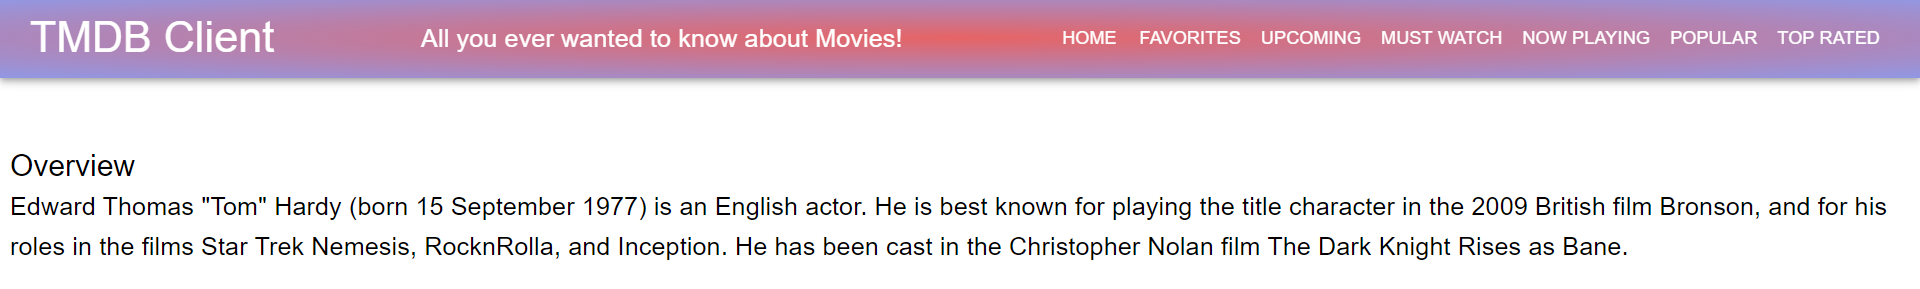 TMDB Client
All you ever wanted to know about Movies!
HOME FAVORITES UPCOMING MUST WATCH NOW PLAYING POPULAR TOP RATED
Overview
Edward Thomas "Tom" Hardy (born 15 September 1977) is an English actor. He is best known for playing the title character in the 2009 British film Bronson, and for his
roles in the films Star Trek Nemesis, RocknRolla, and Inception. He has been cast in the Christopher Nolan film The Dark Knight Rises as Bane.